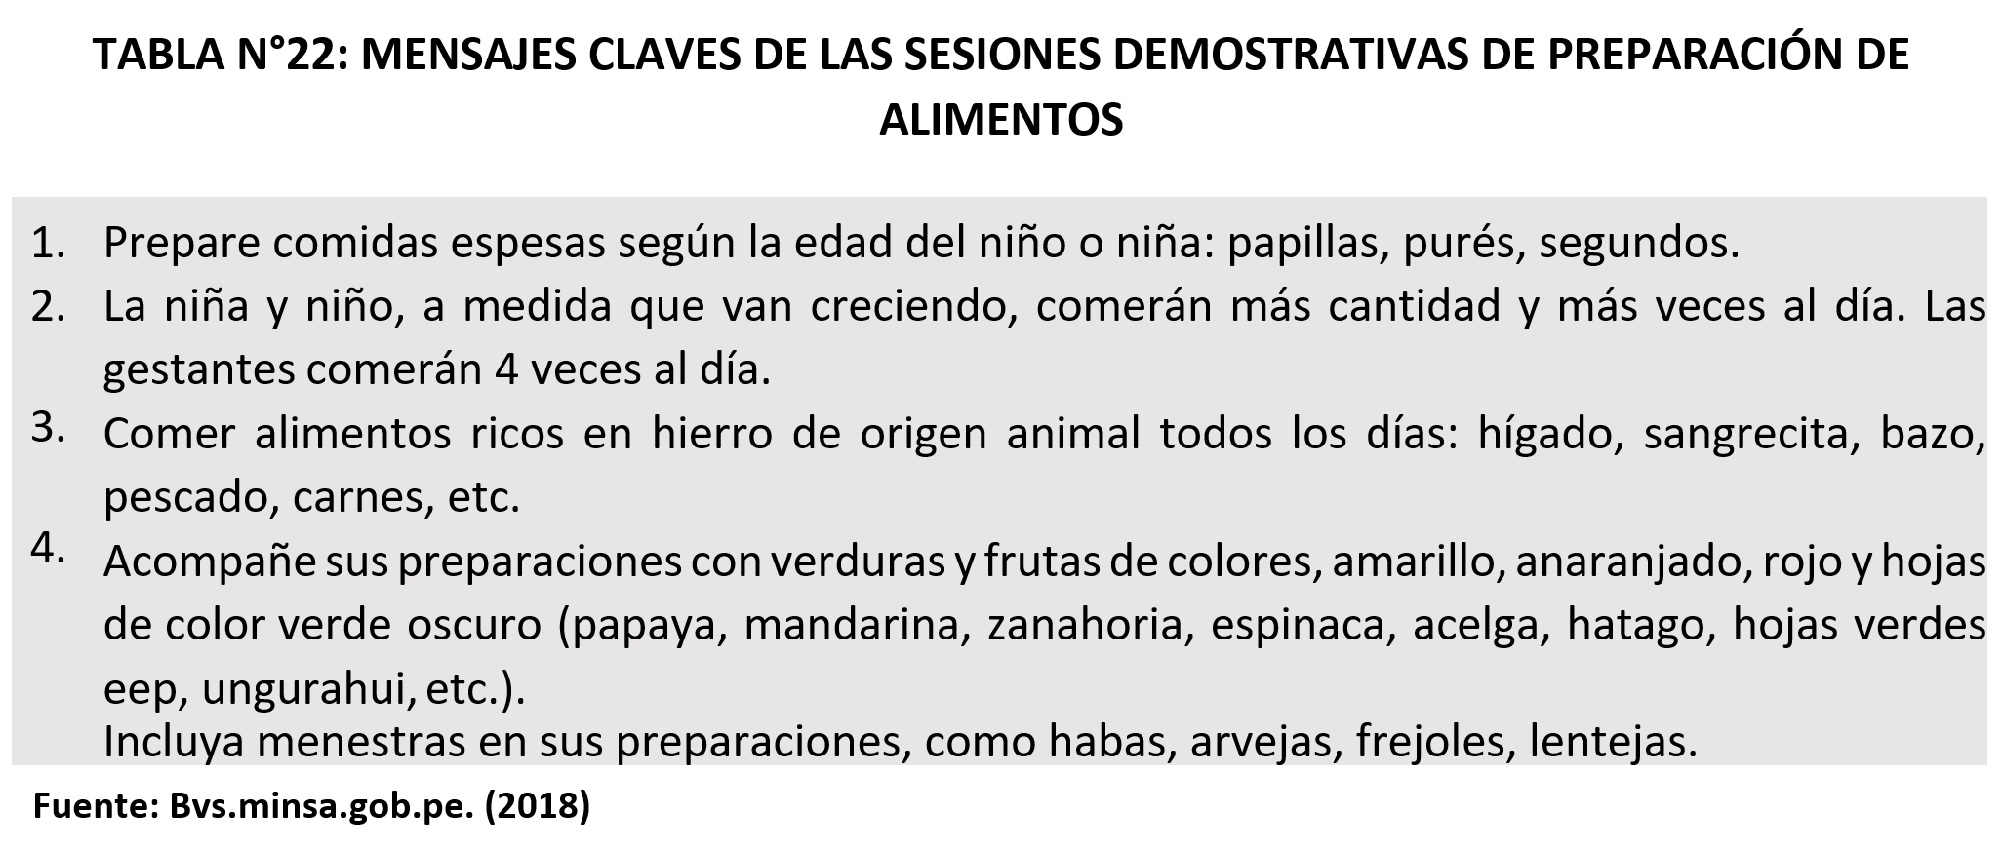 TABLA N°22: MENSAJES CLAVES DE LAS SESIONES DEMOSTRATIVAS DE PREPARACIÓN DE
ALIMENTOS
1. Prepare comidas espesas según la edad del niño o niña: papillas, purés, segundos.
2. La niña y niño, a medida que van creciendo, comerán más cantidad y más veces al día. Las
gestantes comerán 4 veces al día.
3. Comer alimentos ricos en hierro de origen animal todos los días: hígado, sangrecita, bazo,
pescado, carnes, etc.
4. Acompañe sus preparaciones con verduras y frutas de colores, amarillo, anaranjado, rojo y hojas
de color verde oscuro (papaya, mandarina, zanahoria, espinaca, acelga, hatago, hojas verdes
eep, ungurahui, etc.).
Incluya menestras en sus preparaciones, como habas, arvejas, frejoles, lentejas.
Fuente: Bvs.minsa.gob.pe. (2018)